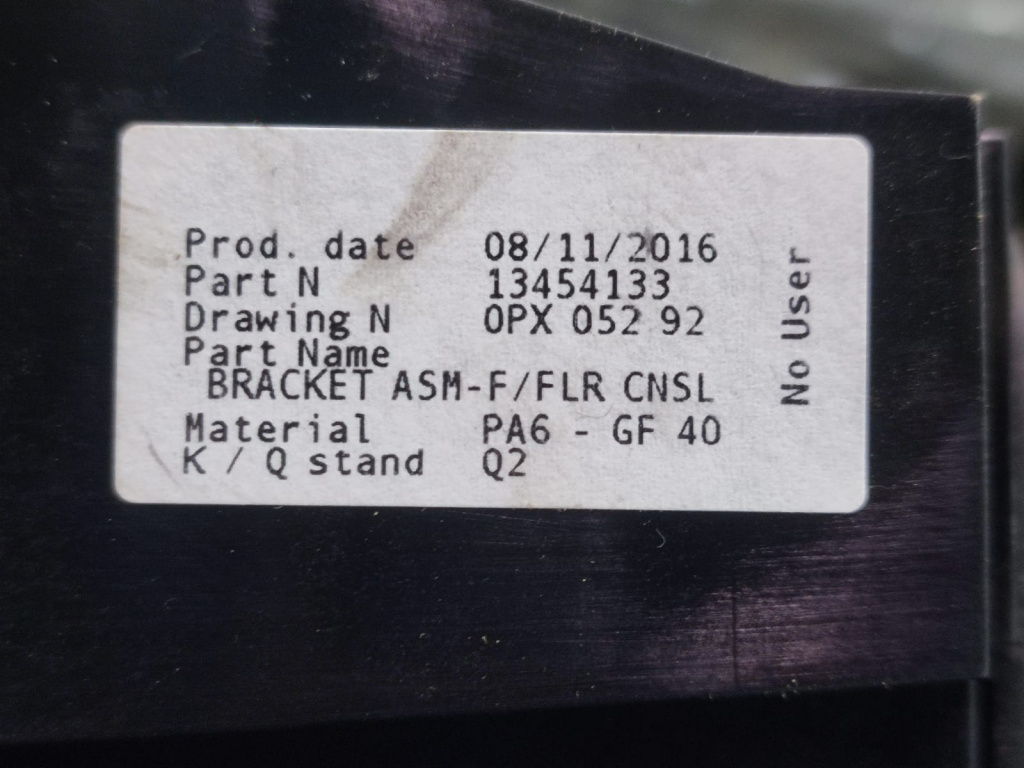 Prod. date 08/11/2016
Part N 13454133
Drawing N 0PX 052 92
Part Name
BRACKET ASM-F/FLR CNSL
Material PA6 - GF 40
K / Q stand Q2
No User